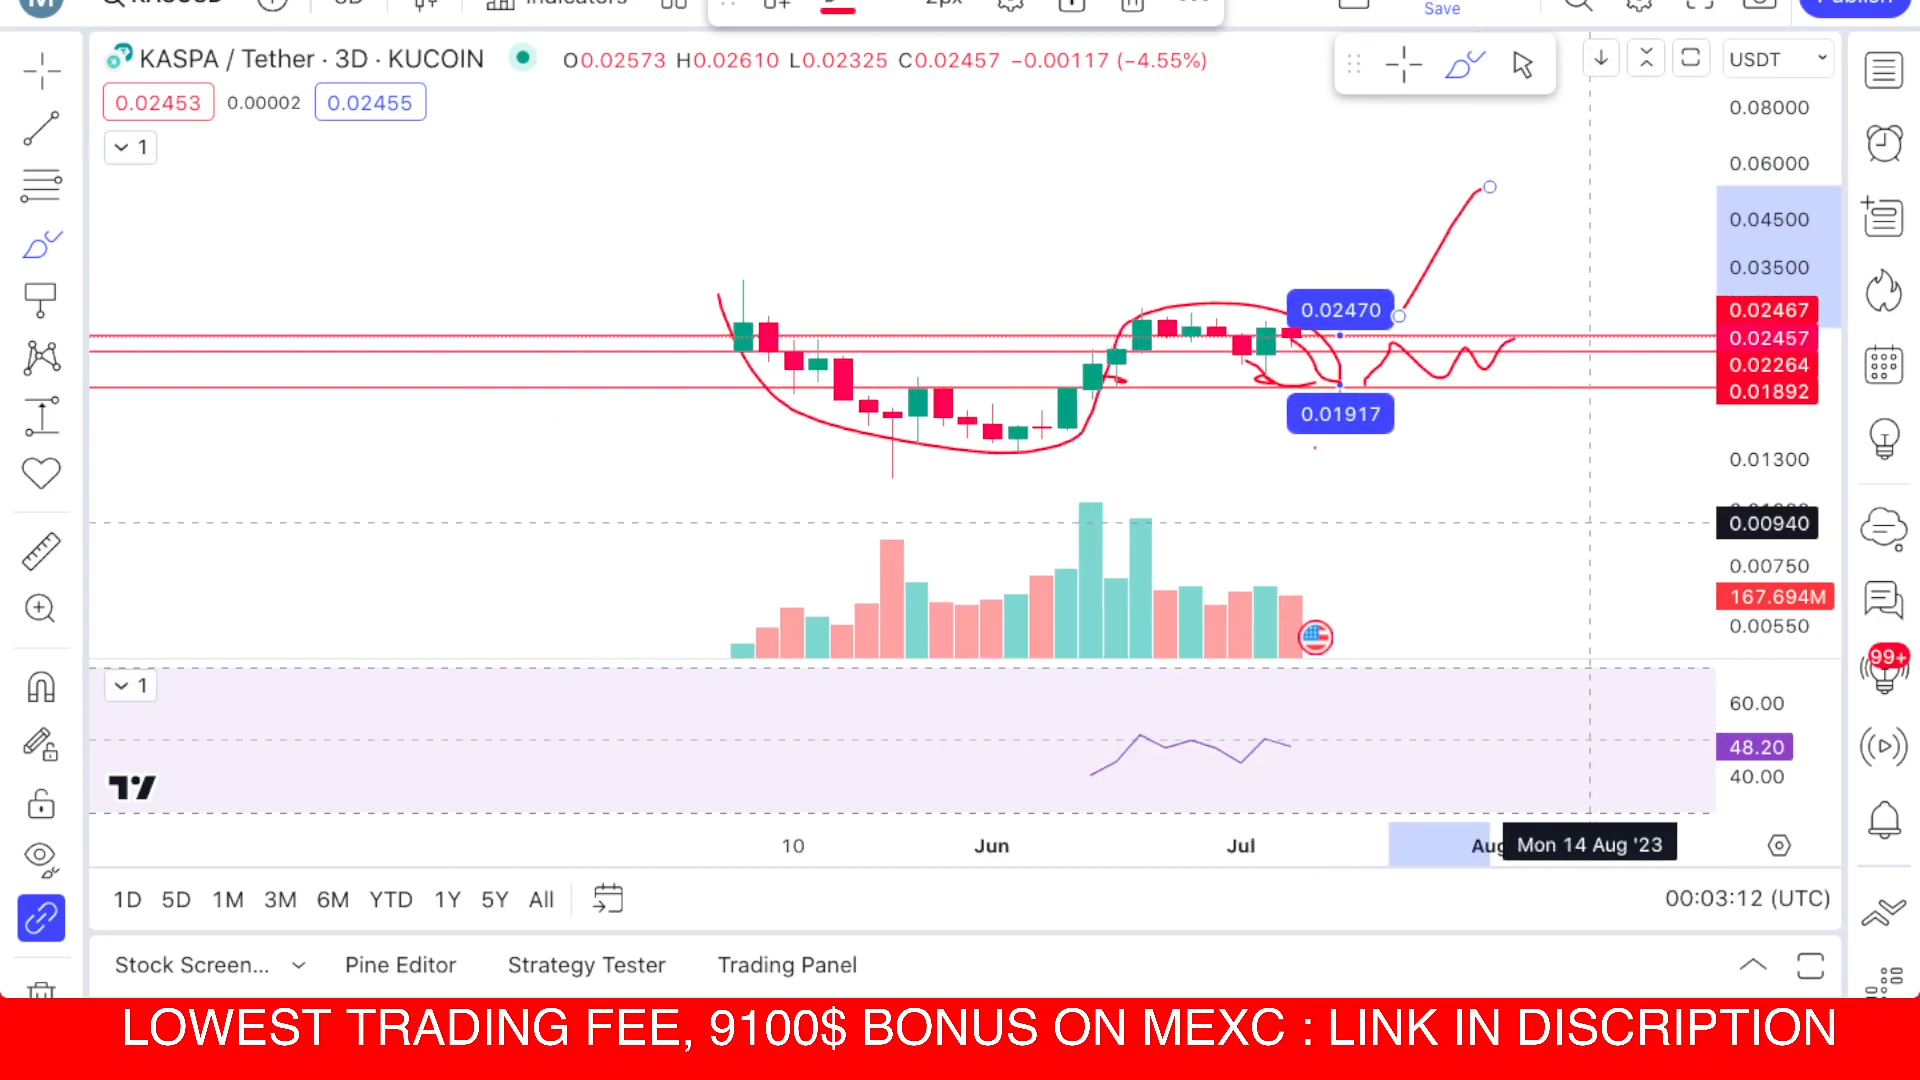 Save
KASPA / Tether · 3D · KUCOIN
O0.02573 H0.02610 L0.02325 C0.02457 −0.00117 (−4.55%)
USDT
0.02453 0.00002 0.02455
1
0.08000
0.06000
0.04500
0.03500
0.02470
0.02467
0.02457
0.02264
0.01892
0.01917
0.01300
0.00940
0.00750
167.694M
0.00550
99+
1
60.00
48.20
40.00
10 Jun Jul Aug Mon 14 Aug '23
1D 5D 1M 3M 6M YTD 1Y 5Y All
00:03:12 (UTC)
Stock Screen... Pine Editor Strategy Tester Trading Panel
LOWEST TRADING FEE, 9100$ BONUS ON MEXC : LINK IN DISCRIPTION